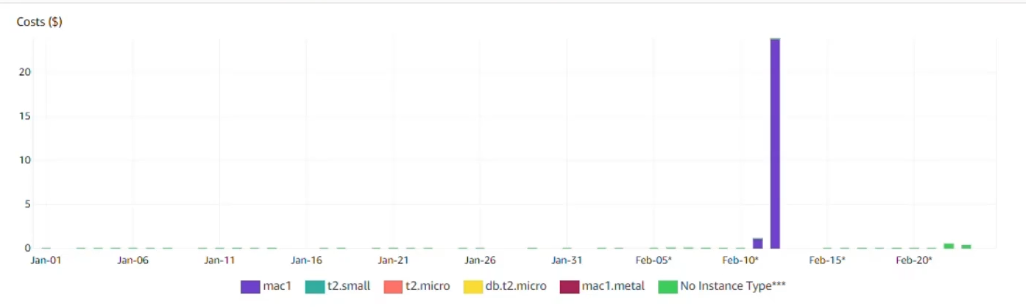 Costs ($)
20
15
10
5
0
Jan-01 Jan-06 Jan-11 Jan-16 Jan-21 Jan-26 Jan-31 Feb-05* Feb-10* Feb-15* Feb-20*
mac1 t2.small t2.micro db.t2.micro mac1.metal No Instance Type***